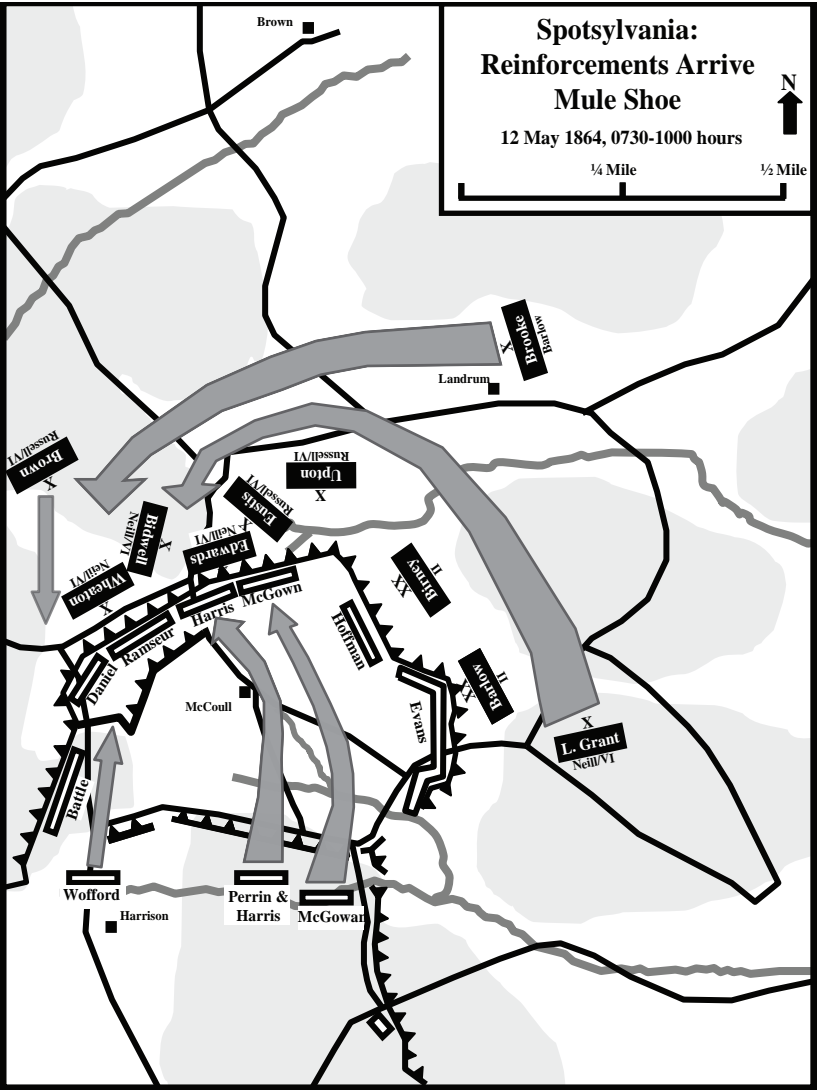 Brown
Spotsylvania:
Reinforcements Arrive
Mule Shoe
12 May 1864, 0730-1000 hours
N
¼ Mile
½ Mile
X
Brooke
Barlow
Landrum
Russell/VI
Brown
X
Russell/VI
Upton
X
Russell/VI
Eustis
X
Neill/VI
Bidwell
X
Neil/VI
Edwards
Neil/VI
Wheaton
X
II
Birney
XX
McGown
Harris
Ramseur
Daniel
Hoffman
II
Barlow
XX
McCoull
Evans
X
L. Grant
Neill/VI
Battle
Wofford
Perrin &
Harris
McGowan
Harrison